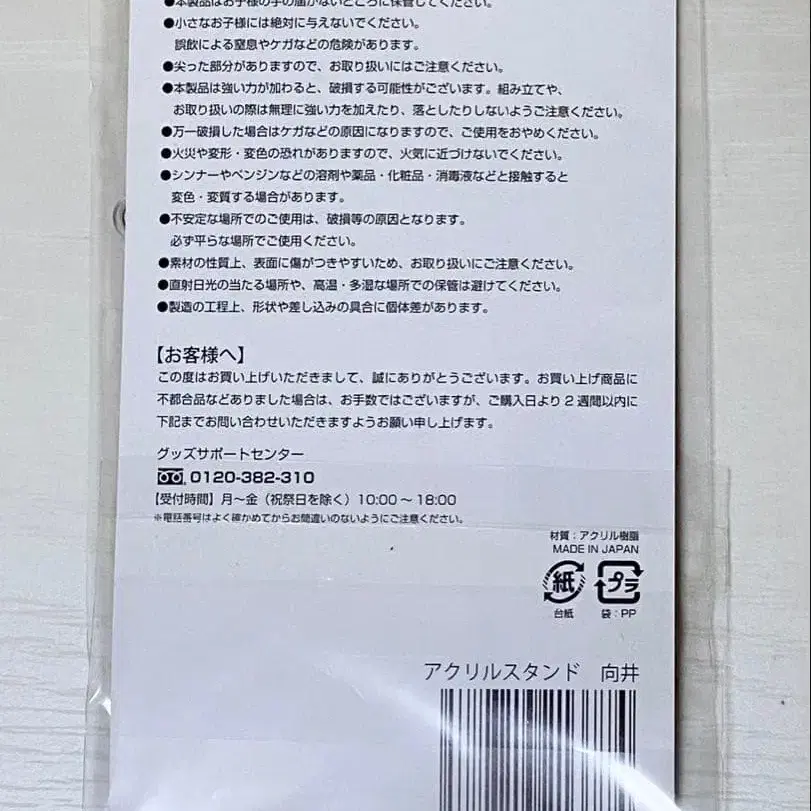 ●本製品はお子様の手の届かないところに保管してください。
●小さなお子様には絶対に与えないでください。
誤飲による窒息やケガなどの危険があります。
●尖った部分がありますので、お取り扱いにはご注意ください。
●本製品は強い力が加わると、破損する可能性がございます。組み立てや、
お取り扱いの際は無理に強い力を加えたり、落としたりしないようご注意ください。
●万一破損した場合はケガなどの原因になりますので、ご使用をおやめください。
●火災や変形・変色の恐れがありますので、火気に近づけないでください。
●シンナーやベンジンなどの溶剤や薬品・化粧品・消毒液などと接触すると
変色・変質する場合があります。
●不安定な場所でのご使用は、破損等の原因となります。
必ず平らな場所でご使用ください。
●素材の性質上、表面に傷がつきやすいため、お取り扱いにご注意ください。
●直射日光の当たる場所や、高温・多湿な場所での保管は避けてください。
●製造の工程上、形状や差し込みの具合に個体差があります。
【お客様へ】
この度はお買い上げいただきまして、誠にありがとうございます。お買い上げ商品に
不都合品などありました場合は、お手数ではございますが、ご購入日より2週間以内に
下記までお問い合わせいただきますようお願い申し上げます。
グッズサポートセンター
0120-382-310
【受付時間】月〜金（祝祭日を除く）10:00〜18:00
※電話番号はよく確かめてからお間違いのないようにご注意ください。
材質：アクリル樹脂
MADE IN JAPAN
紙 プラ
台紙 袋：PP
アクリルスタンド 向井